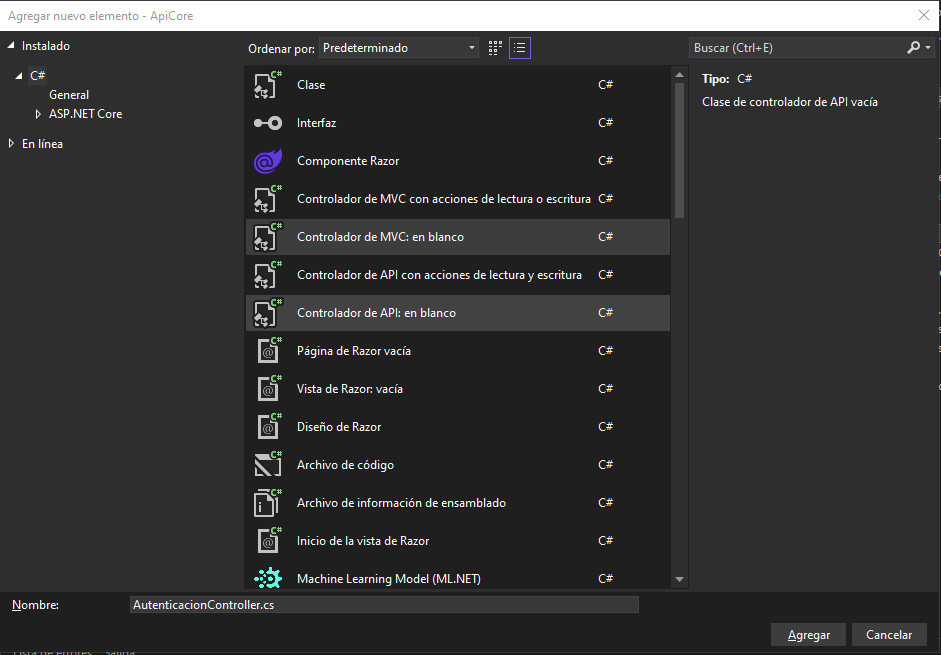 Agregar nuevo elemento - ApiCore
Instalado
C#
General
ASP.NET Core
En línea
Ordenar por: Predeterminado
Clase C#
Interfaz C#
Componente Razor C#
Controlador de MVC con acciones de lectura o escritura C#
Controlador de MVC: en blanco C#
Controlador de API con acciones de lectura y escritura C#
Controlador de API: en blanco C#
Página de Razor vacía C#
Vista de Razor: vacía C#
Diseño de Razor C#
Archivo de código C#
Archivo de información de ensamblado C#
Inicio de la vista de Razor C#
Machine Learning Model (ML.NET) C#
Buscar (Ctrl+E)
Tipo: C#
Clase de controlador de API vacía
Nombre: AutenticacionController.cs
Agregar Cancelar